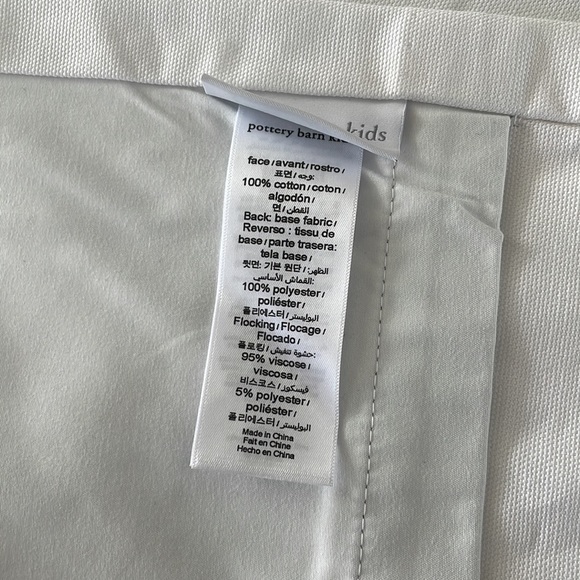 kids
pottery barn
face/avant/rostro/
표면/وجه:
100% cotton/coton/
algodón/
면/القطن/
Back: base fabric/
Reverso : tissu de
base/parte trasera:
tela base/
뒷면: 기본 원단/الظهر:
القماش الأساسي:
100% polyester/
poliéster/
폴리에스터/البوليستر/
Flocking/Flocage/
Flocado/
플로킹/حشوة تنفيش:
95% viscose/
viscosa/
비스코스/فيسكوز/
5% polyester/
poliéster/
폴리에스터/البوليستر/
Made in China
Fait en Chine
Hecho en China